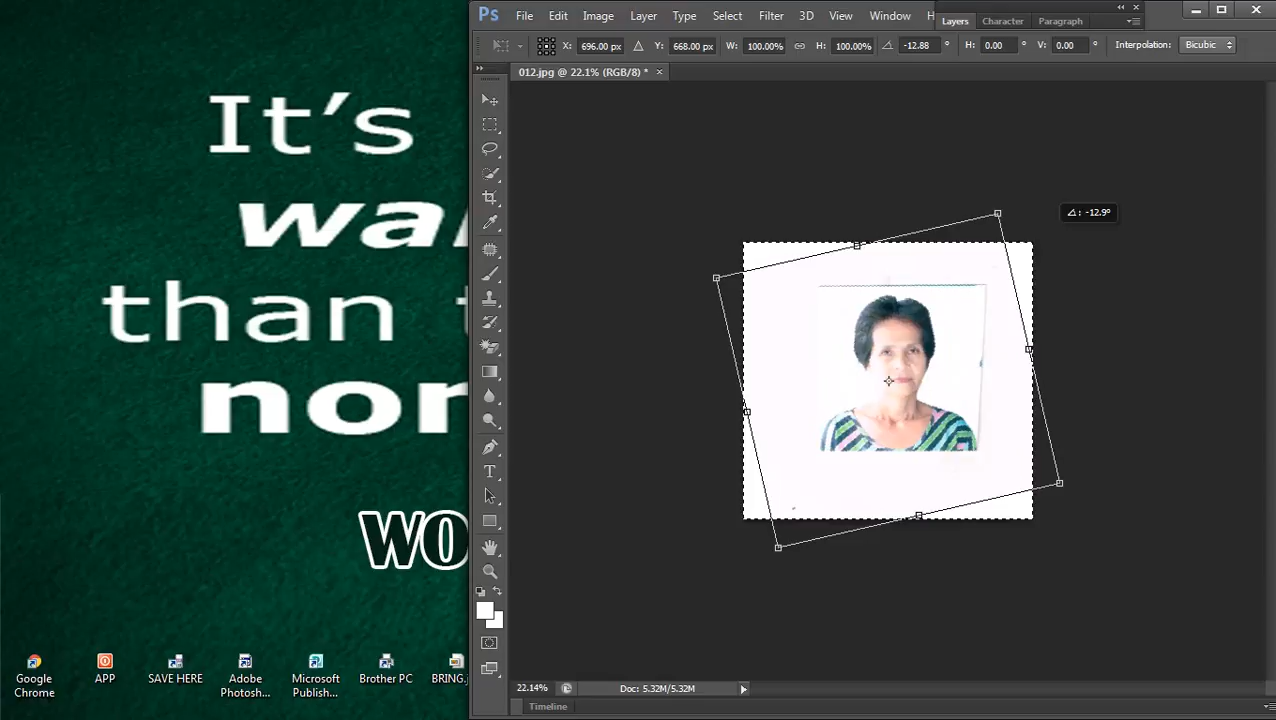 It's
than
WO
Google
Chrome
APP
SAVE HERE
Adobe
Photosh...
Microsoft
Publish...
Brother PC
Ps
File Edit Image Layer Type Select Filter 3D View Window H
Layers Character Paragraph
X: 696.00 px Y: 668.00 px W: 100.00% H: 100.00% -12.88 ° H: 0.00 ° V: 0.00 ° Interpolation: Bicubic
012.jpg @ 22.1% (RGB/8) * ×
: -12.9°
T
22.14% Doc: 5.32M/5.32M
Timeline